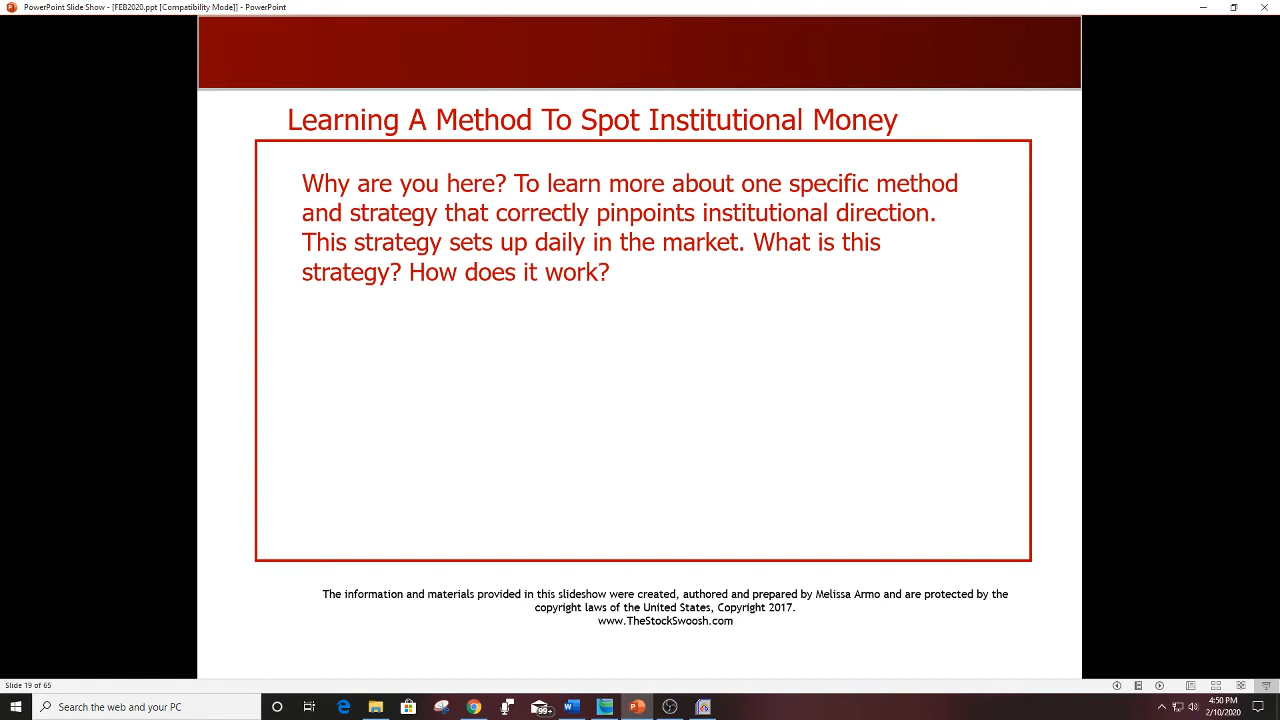 PowerPoint Slide Show - [FEB2020.ppt [Compatibility Mode]] - PowerPoint
Learning A Method To Spot Institutional Money
Why are you here? To learn more about one specific method
and strategy that correctly pinpoints institutional direction.
This strategy sets up daily in the market. What is this
strategy? How does it work?
The information and materials provided in this slideshow were created, authored and prepared by Melissa Armo and are protected by the
copyright laws of the United States, Copyright 2017.
www.TheStockSwoosh.com
Slide 19 of 65
Search the web and your PC
99+
4:50 PM
2/10/2020